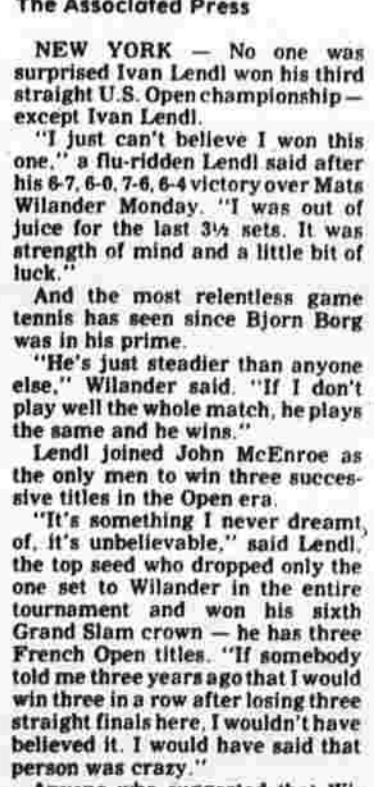 The Associated Press
NEW YORK — No one was
surprised Ivan Lendl won his third
straight U.S. Open championship —
except Ivan Lendl.
"I just can't believe I won this
one," a flu-ridden Lendl said after
his 6-7, 6-0, 7-6, 6-4 victory over Mats
Wilander Monday. "I was out of
juice for the last 3½ sets. It was
strength of mind and a little bit of
luck."
And the most relentless game
tennis has seen since Bjorn Borg
was in his prime.
"He's just steadier than anyone
else," Wilander said. "If I don't
play well the whole match, he plays
the same and he wins."
Lendl joined John McEnroe as
the only men to win three succes-
sive titles in the Open era.
"It's something I never dreamt
of, it's unbelievable," said Lendl,
the top seed who dropped only the
one set to Wilander in the entire
tournament and won his sixth
Grand Slam crown — he has three
French Open titles. "If somebody
told me three years ago that I would
win three in a row after losing three
straight finals here, I wouldn't have
believed it. I would have said that
person was crazy."
Anyone who suggested that Wi-